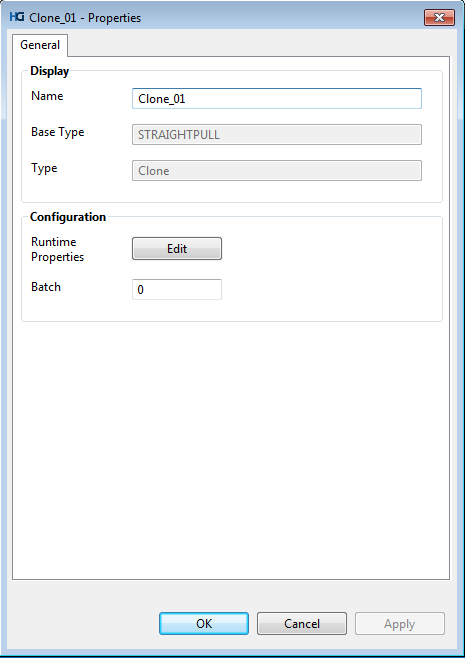 HG Clone_01 - Properties
General
Display
Name
Clone_01
Base Type
STRAIGHTPULL
Type
Clone
Configuration
Runtime
Properties
Edit
Batch
0
OK
Cancel
Apply